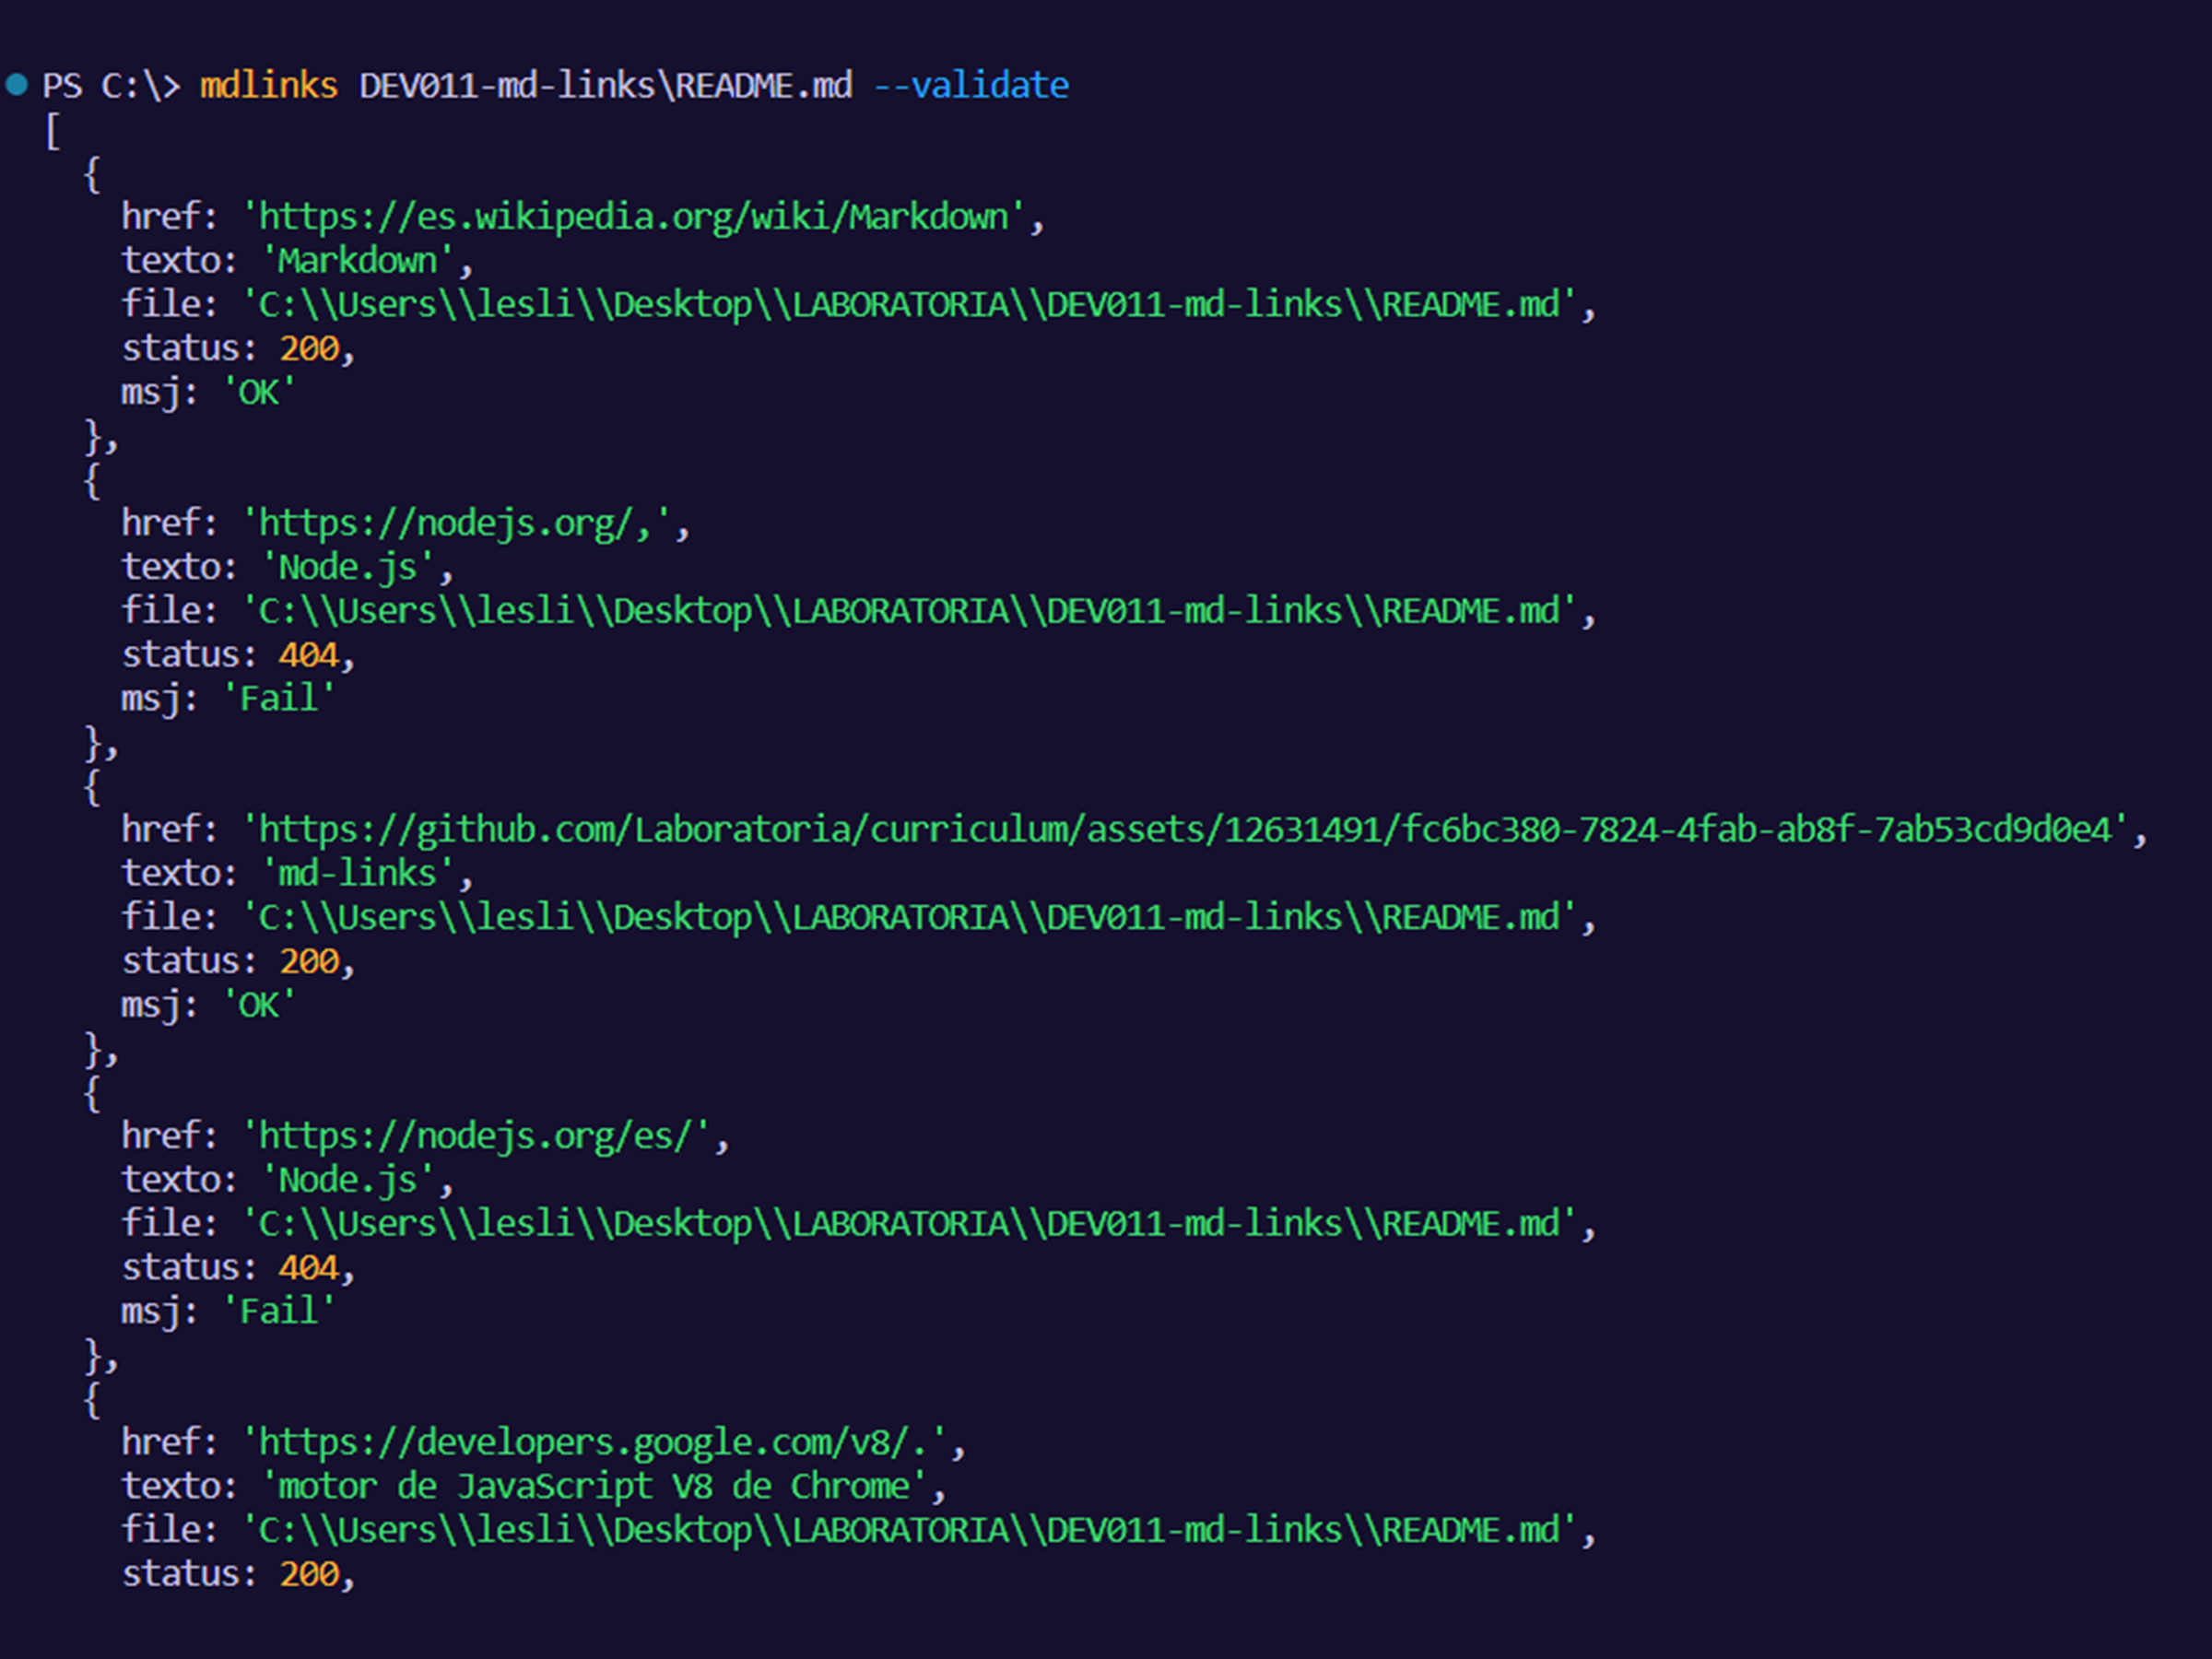 PS C:\> mdlinks DEV011-md-links\README.md --validate
[
  {
    href: 'https://es.wikipedia.org/wiki/Markdown',
    texto: 'Markdown',
    file: 'C:\\Users\\lesli\\Desktop\\LABORATORIA\\DEV011-md-links\\README.md',
    status: 200,
    msj: 'OK'
  },
  {
    href: 'https://nodejs.org/,',
    texto: 'Node.js',
    file: 'C:\\Users\\lesli\\Desktop\\LABORATORIA\\DEV011-md-links\\README.md',
    status: 404,
    msj: 'Fail'
  },
  {
    href: 'https://github.com/Laboratoria/curriculum/assets/12631491/fc6bc380-7824-4fab-ab8f-7ab53cd9d0e4',
    texto: 'md-links',
    file: 'C:\\Users\\lesli\\Desktop\\LABORATORIA\\DEV011-md-links\\README.md',
    status: 200,
    msj: 'OK'
  },
  {
    href: 'https://nodejs.org/es/',
    texto: 'Node.js',
    file: 'C:\\Users\\lesli\\Desktop\\LABORATORIA\\DEV011-md-links\\README.md',
    status: 404,
    msj: 'Fail'
  },
  {
    href: 'https://developers.google.com/v8/.',
    texto: 'motor de JavaScript V8 de Chrome',
    file: 'C:\\Users\\lesli\\Desktop\\LABORATORIA\\DEV011-md-links\\README.md',
    status: 200,